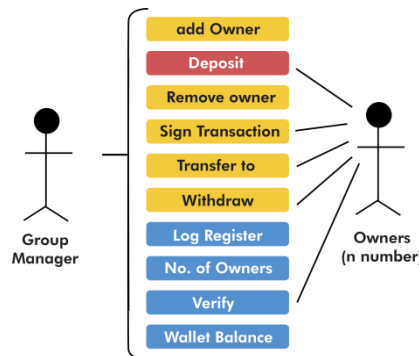 add Owner
Deposit
Remove owner
Sign Transaction
Transfer to
Withdraw
Log Register
No. of Owners
Verify
Wallet Balance
Group
Manager
Owners
(n number)